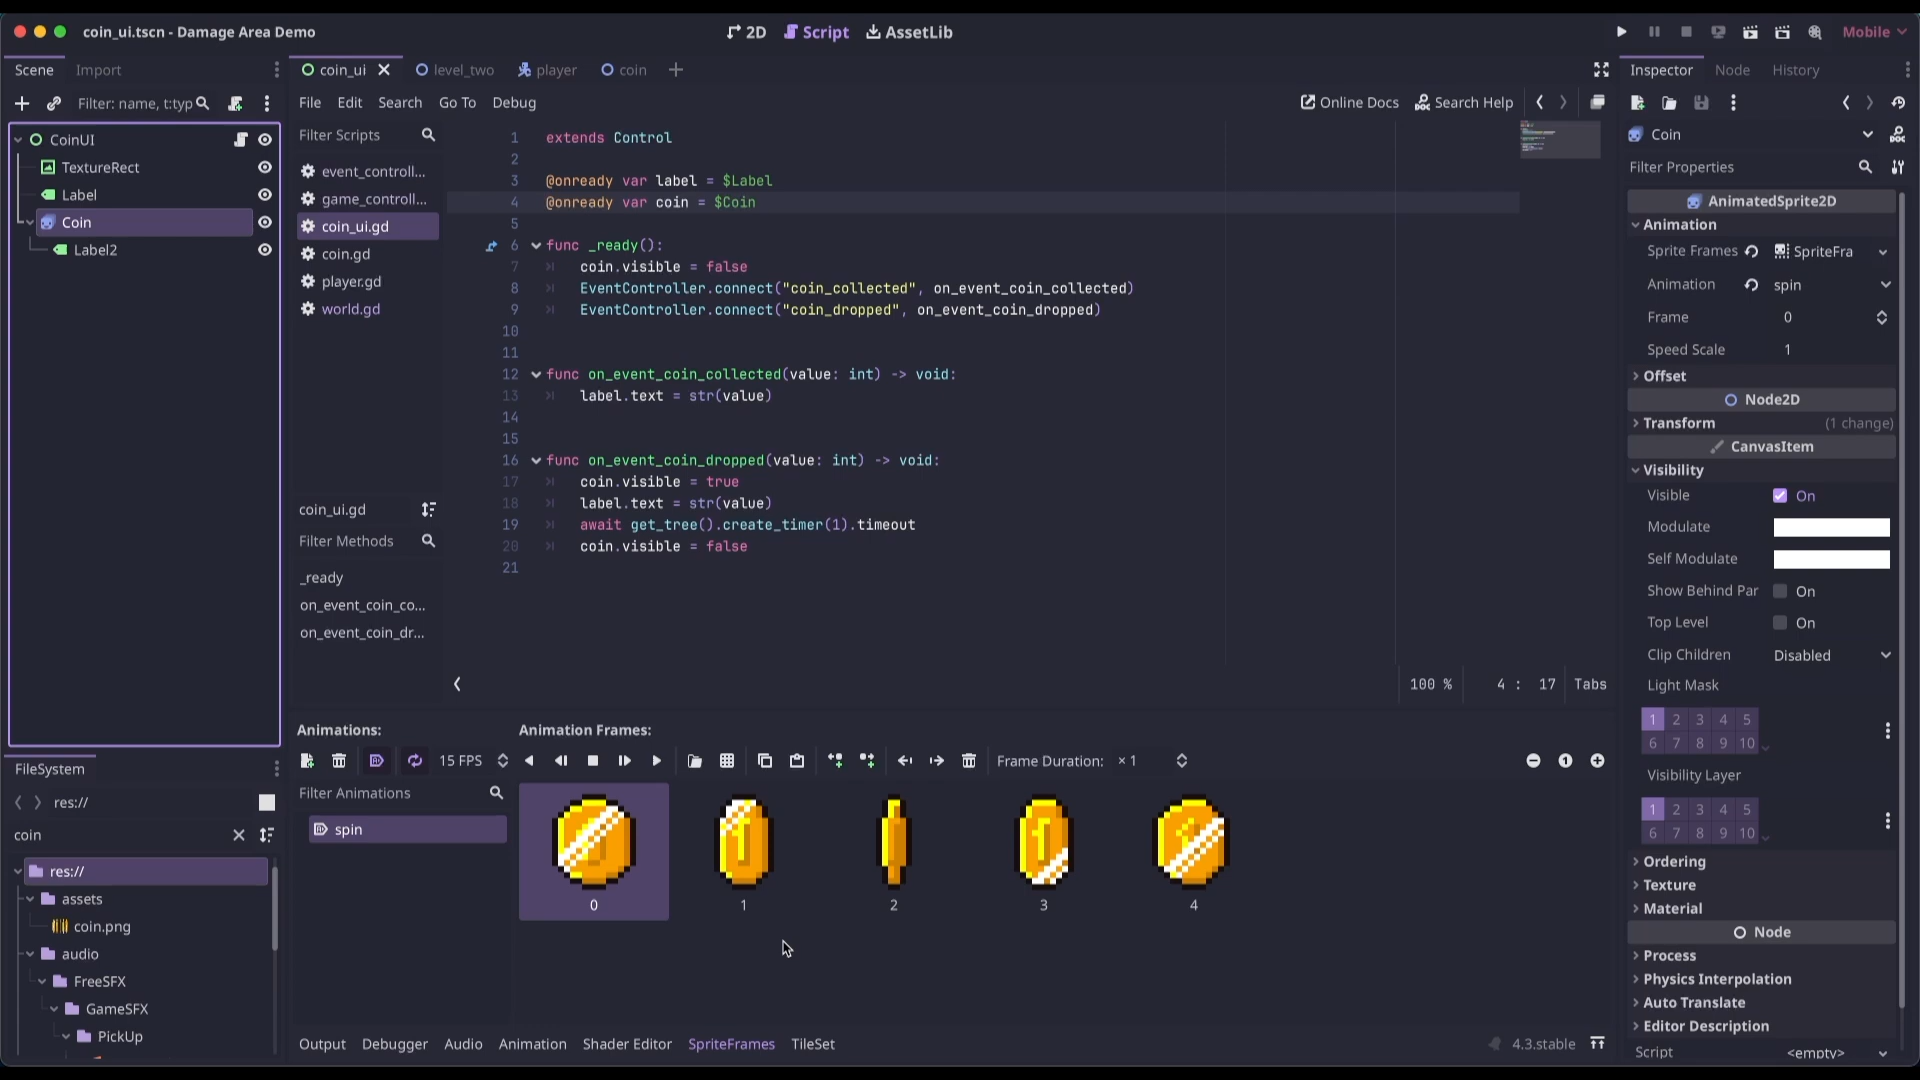 coin_ui.tscn - Damage Area Demo
2D
Script
AssetLib
Mobile
Scene
Import
Filter: name, t:typ
CoinUI
TextureRect
Label
Coin
Label2
coin_ui
level_two
player
coin
File
Edit
Search
Go To
Debug
Online Docs
Search Help
Filter Scripts
event_controll...
game_controll...
coin_ui.gd
coin.gd
player.gd
world.gd
coin_ui.gd
Filter Methods
_ready
on_event_coin_co...
on_event_coin_dr...
1 extends Control
2
3 @onready var label = $Label
4 @onready var coin = $Coin
5
6 func _ready():
7 coin.visible = false
8 EventController.connect("coin_collected", on_event_coin_collected)
9 EventController.connect("coin_dropped", on_event_coin_dropped)
10
11
12 func on_event_coin_collected(value: int) -> void:
13 label.text = str(value)
14
15
16 func on_event_coin_dropped(value: int) -> void:
17 coin.visible = true
18 label.text = str(value)
19 await get_tree().create_timer(1).timeout
20 coin.visible = false
21
100 %
4 : 17
Tabs
Inspector
Node
History
Coin
Filter Properties
AnimatedSprite2D
Animation
Sprite Frames
SpriteFra
Animation
spin
Frame
0
Speed Scale
1
Offset
Node2D
Transform
(1 change)
CanvasItem
Visibility
Visible
On
Modulate
Self Modulate
Show Behind Par
On
Top Level
On
Clip Children
Disabled
Light Mask
1 2 3 4 5
6 7 8 9 10
Visibility Layer
1 2 3 4 5
6 7 8 9 10
Ordering
Texture
Material
Node
Process
Physics Interpolation
Auto Translate
Editor Description
Script
<empty>
FileSystem
res://
coin
res://
assets
coin.png
audio
FreeSFX
GameSFX
PickUp
Animations:
15 FPS
Filter Animations
spin
Animation Frames:
Frame Duration:
× 1
1
0
1
2
3
4
Output
Debugger
Audio
Animation
Shader Editor
SpriteFrames
TileSet
4.3.stable